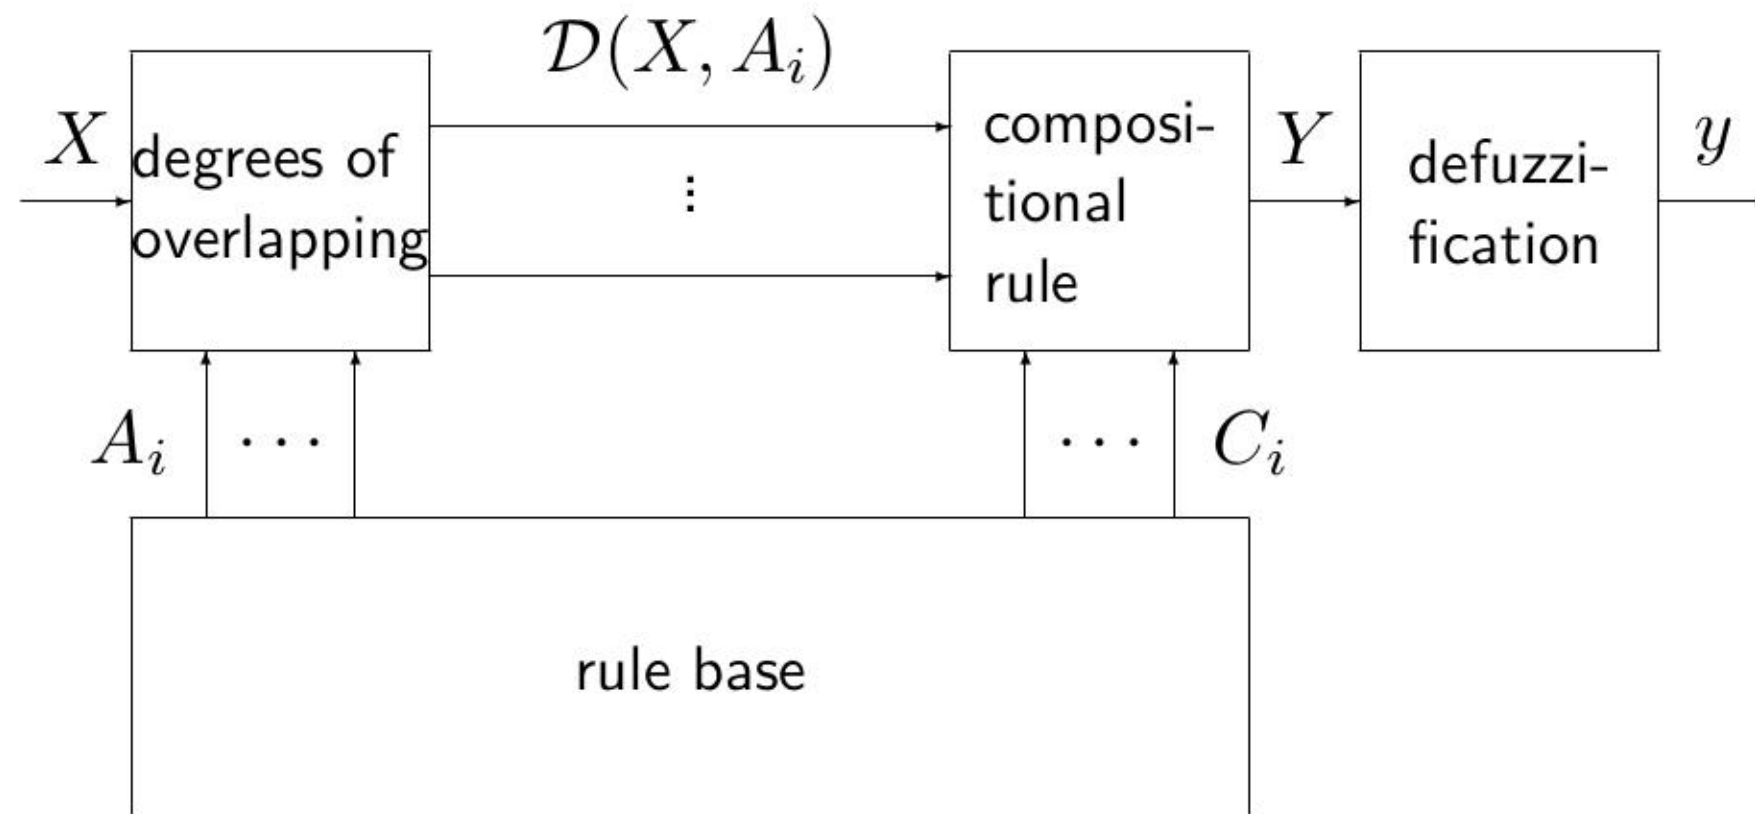 𝒟(X, Aᵢ)
X
degrees of
overlapping
⋮
composi-
tional
rule
Y
defuzzi-
fication
y
Aᵢ
···
···
Cᵢ
rule base